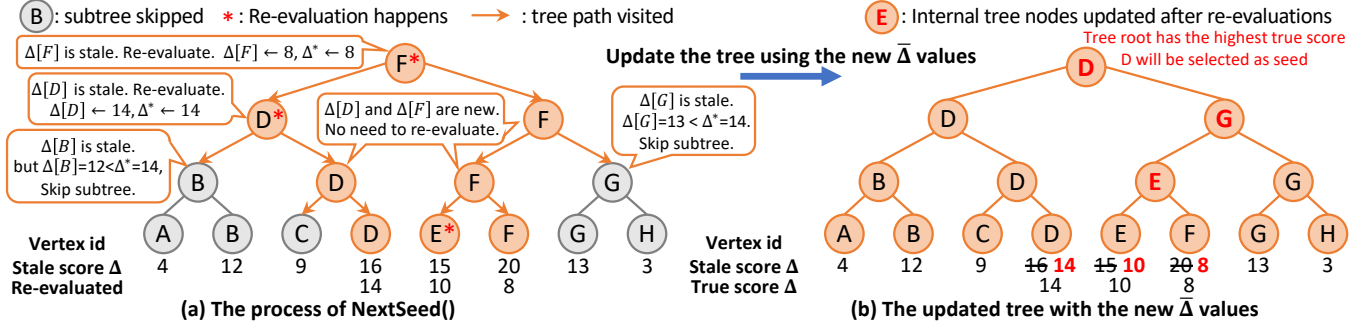 B : subtree skipped * : Re-evaluation happens : tree path visited E : Internal tree nodes updated after re-evaluations
Δ[F] is stale. Re-evaluate. Δ[F] ← 8, Δ* ← 8
F*
Δ[D] is stale. Re-evaluate.
Δ[D] ← 14, Δ* ← 14
D*
Δ[D] and Δ[F] are new.
No need to re-evaluate.
F
Δ[G] is stale.
Δ[G]=13 < Δ*=14.
Skip subtree.
Δ[B] is stale.
but Δ[B]=12<Δ*=14,
Skip subtree.
B D F G
A B C D E* F G H
Vertex id
Stale score Δ 4 12 9 16 15 20 13 3
Re-evaluated 14 10 8
(a) The process of NextSeed()
Update the tree using the new Δ̅ values
Tree root has the highest true score
D will be selected as seed
D
D G
B D E G
A B C D E F G H
Vertex id
Stale score Δ 4 12 9 16 14 15 10 20 8 13 3
True score Δ 14 10 8
(b) The updated tree with the new Δ̅ values